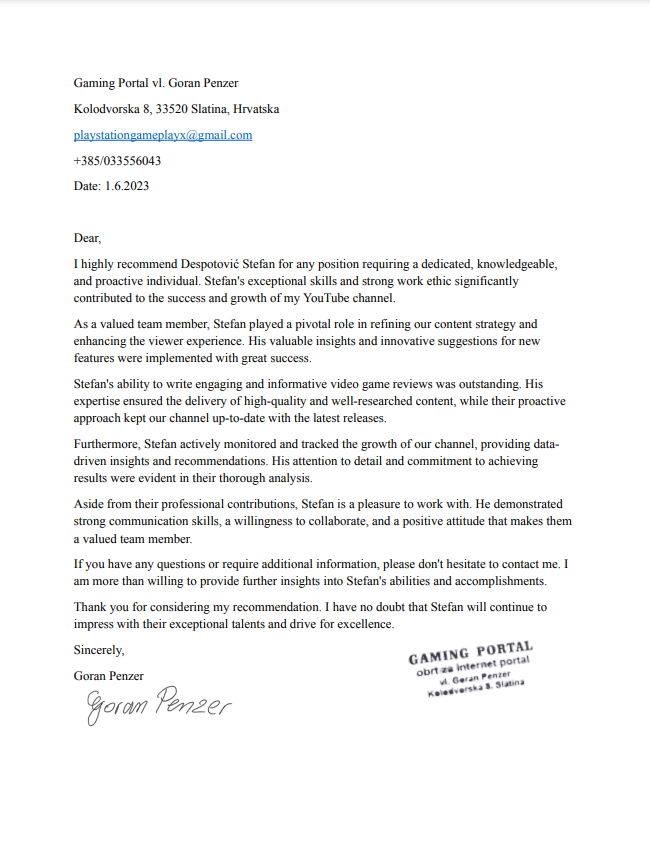 Gaming Portal vl. Goran Penzer
Kolodvorska 8, 33520 Slatina, Hrvatska
playstationgameplayx@gmail.com
+385/033556043
Date: 1.6.2023
Dear,
I highly recommend Despotović Stefan for any position requiring a dedicated, knowledgeable,
and proactive individual. Stefan's exceptional skills and strong work ethic significantly
contributed to the success and growth of my YouTube channel.
As a valued team member, Stefan played a pivotal role in refining our content strategy and
enhancing the viewer experience. His valuable insights and innovative suggestions for new
features were implemented with great success.
Stefan's ability to write engaging and informative video game reviews was outstanding. His
expertise ensured the delivery of high-quality and well-researched content, while their proactive
approach kept our channel up-to-date with the latest releases.
Furthermore, Stefan actively monitored and tracked the growth of our channel, providing data-
driven insights and recommendations. His attention to detail and commitment to achieving
results were evident in their thorough analysis.
Aside from their professional contributions, Stefan is a pleasure to work with. He demonstrated
strong communication skills, a willingness to collaborate, and a positive attitude that makes them
a valued team member.
If you have any questions or require additional information, please don't hesitate to contact me. I
am more than willing to provide further insights into Stefan's abilities and accomplishments.
Thank you for considering my recommendation. I have no doubt that Stefan will continue to
impress with their exceptional talents and drive for excellence.
Sincerely,
Goran Penzer
Goran Penzer
GAMING PORTAL
obrt za internet portal
vl. Goran Penzer
Kolodvorska 8, Slatina